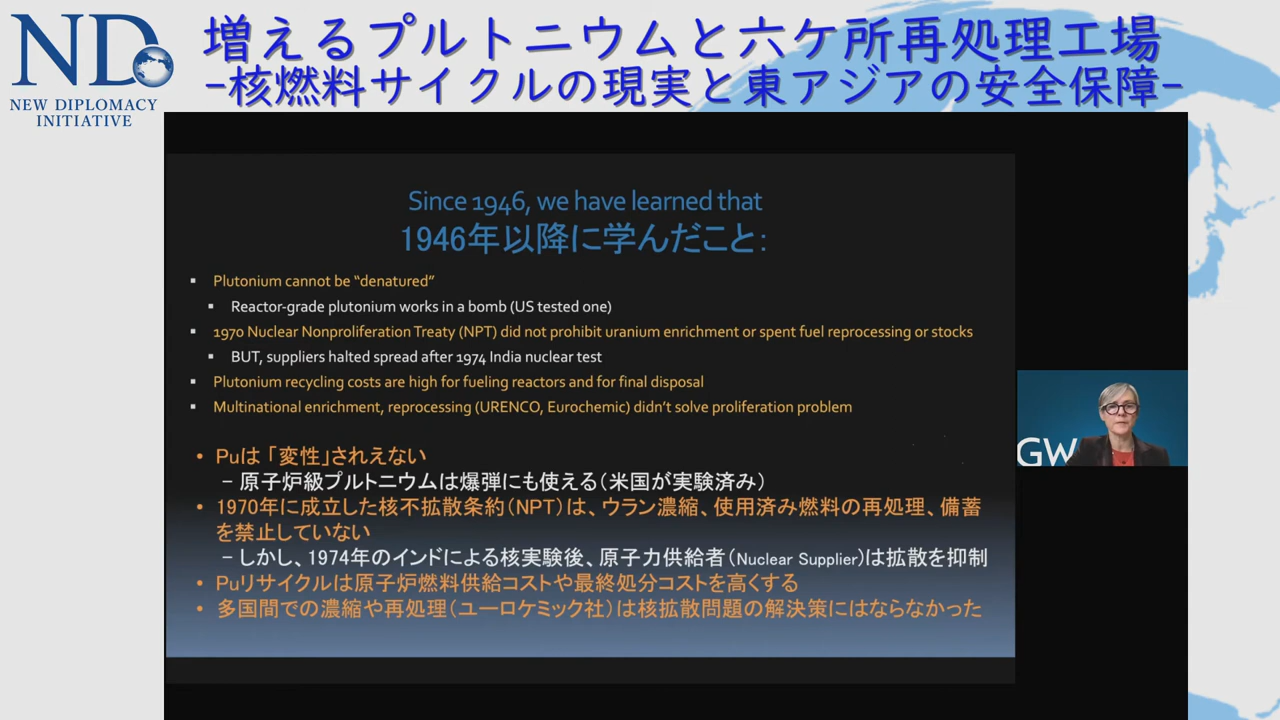 NDo
NEW DIPLOMACY
INITIATIVE
増えるプルトニウムと六ケ所再処理工場
-核燃料サイクルの現実と東アジアの安全保障-
Since 1946, we have learned that
1946年以降に学んだこと:
▪ Plutonium cannot be “denatured”
▪ Reactor-grade plutonium works in a bomb (US tested one)
▪ 1970 Nuclear Nonproliferation Treaty (NPT) did not prohibit uranium enrichment or spent fuel reprocessing or stocks
▪ BUT, suppliers halted spread after 1974 India nuclear test
▪ Plutonium recycling costs are high for fueling reactors and for final disposal
▪ Multinational enrichment, reprocessing (URENCO, Eurochemic) didn’t solve proliferation problem
• Puは「変性」されえない
– 原子炉級プルトニウムは爆弾にも使える(米国が実験済み)
• 1970年に成立した核不拡散条約(NPT)は、ウラン濃縮、使用済み燃料の再処理、備蓄
を禁止していない
– しかし、1974年のインドによる核実験後、原子力供給者(Nuclear Supplier)は拡散を抑制
• Puリサイクルは原子炉燃料供給コストや最終処分コストを高くする
• 多国間での濃縮や再処理(ユーロケミック社)は核拡散問題の解決策にはならなかった
GW